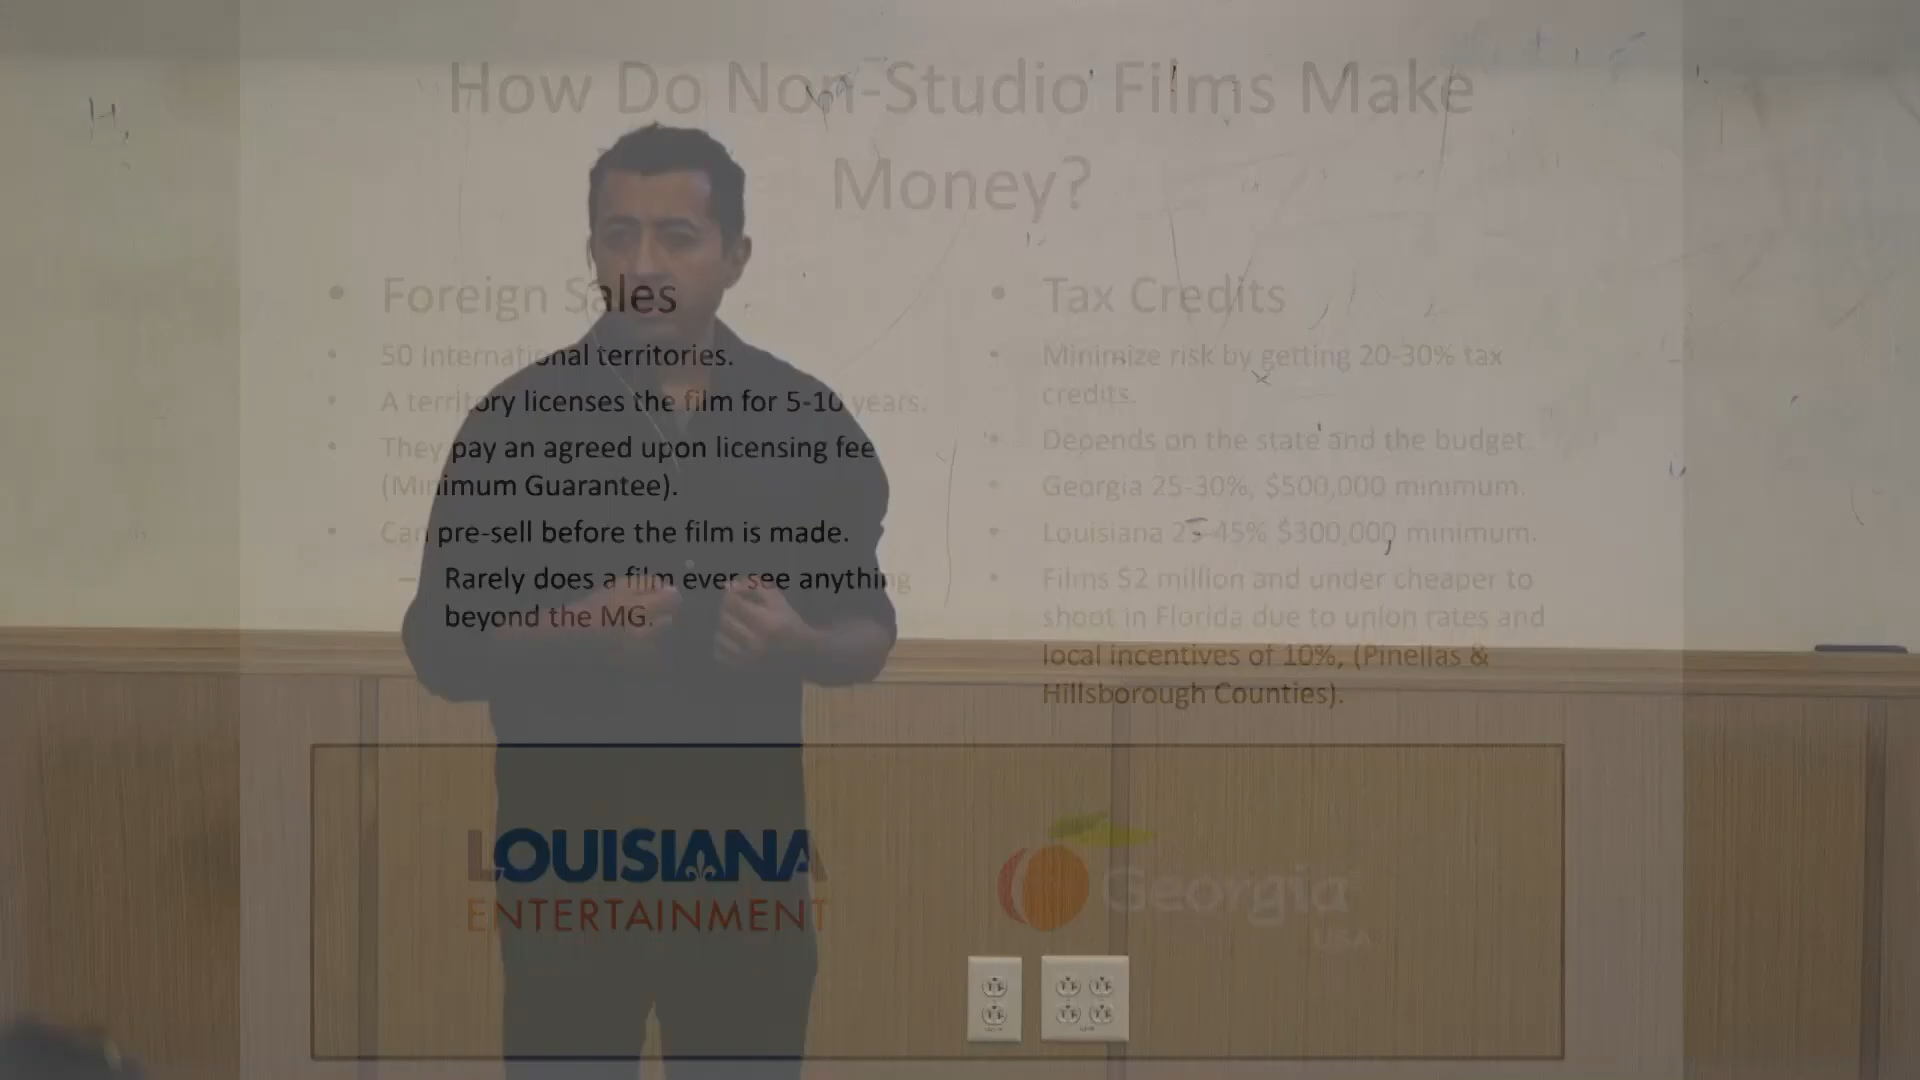 How Do Non-Studio Films Make
Money?
• Foreign Sales
• 50 International territories.
• A territory licenses the film for 5-10 years.
• They pay an agreed upon licensing fee
(Minimum Guarantee).
• Can pre-sell before the film is made.
– Rarely does a film ever see anything
beyond the MG.
• Tax Credits
• Minimize risk by getting 20-30% tax
credits.
• Depends on the state and the budget.
• Georgia 25-30%, $500,000 minimum.
• Louisiana 25-45% $300,000 minimum.
• Films $2 million and under cheaper to
shoot in Florida due to union rates and
local incentives of 10%, (Pinellas &
Hillsborough Counties).
LOUISIANA
ENTERTAINMENT
Georgia
USA